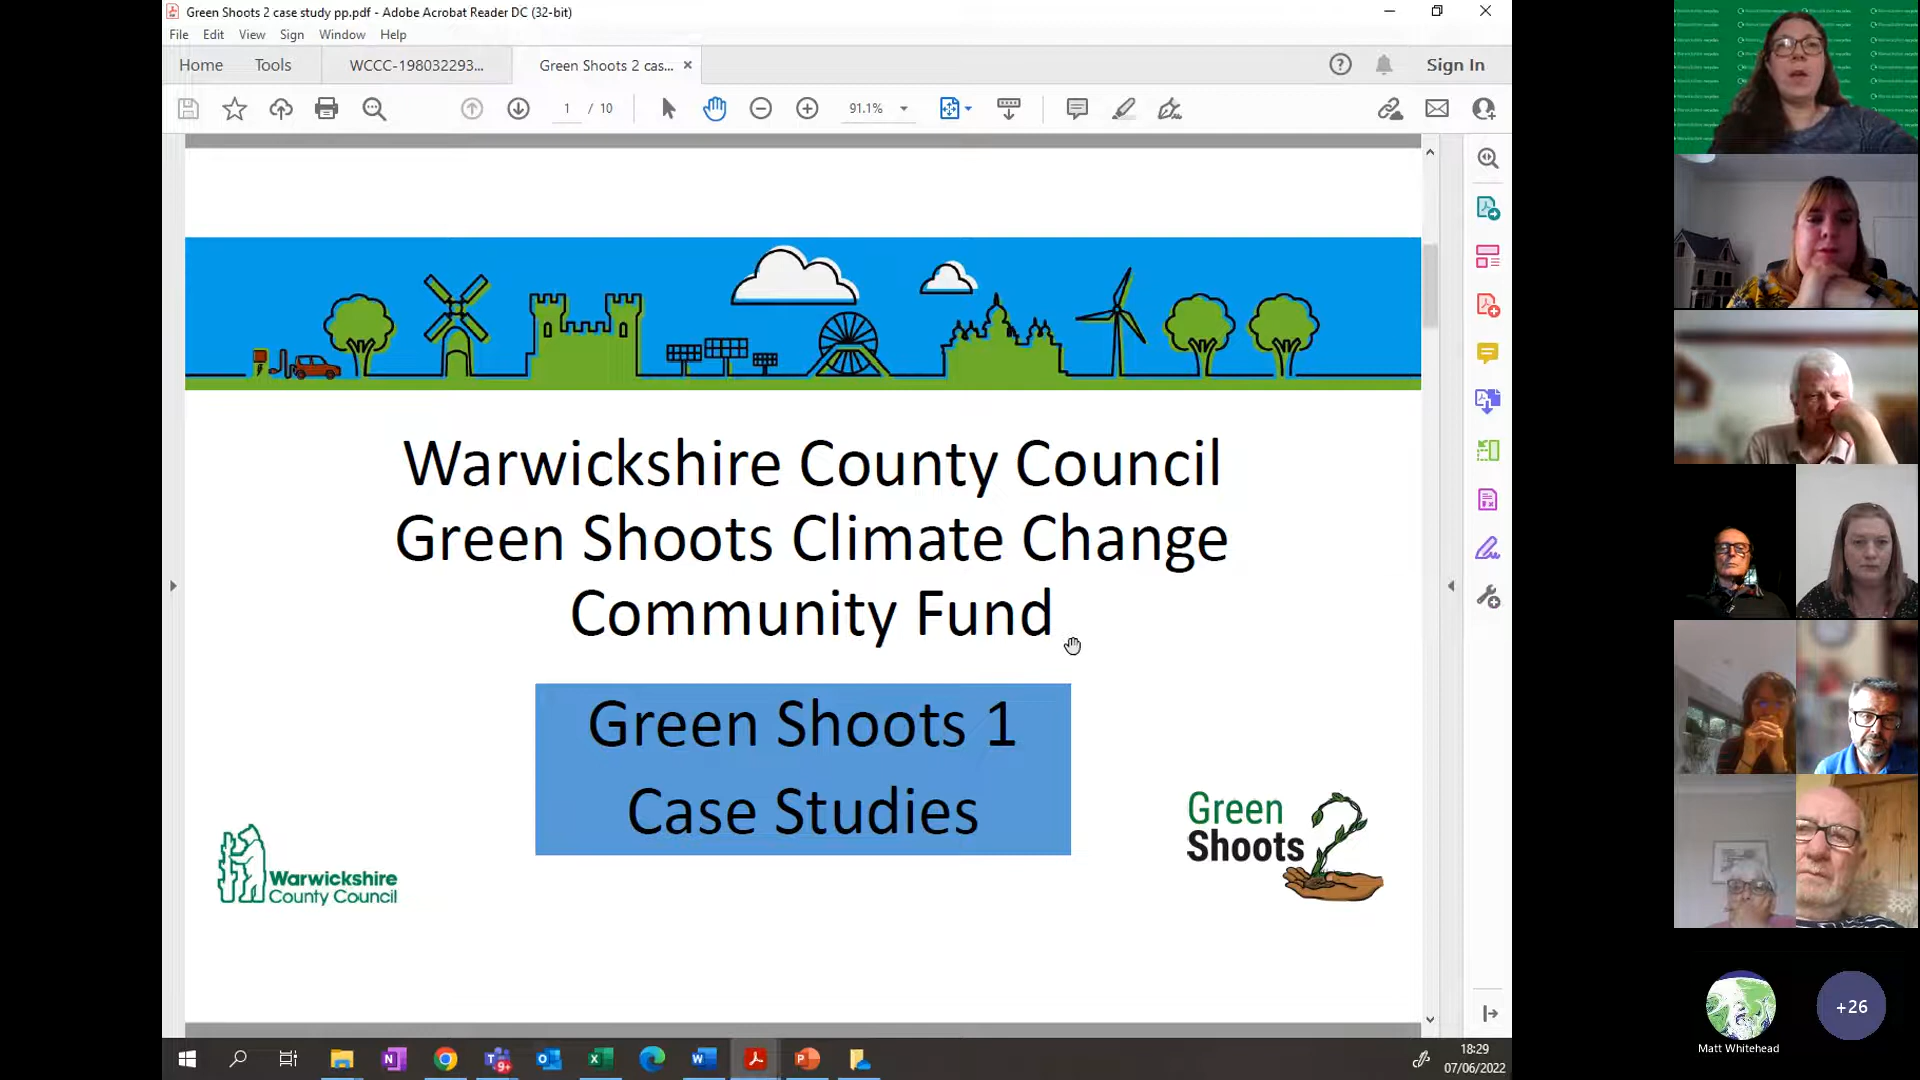 Green Shoots 2 case study pp.pdf - Adobe Acrobat Reader DC (32-bit)
File Edit View Sign Window Help
Home Tools WCCC-198032293... Green Shoots 2 cas... × Sign In
1 / 10 91.1%
Warwickshire County Council
Green Shoots Climate Change
Community Fund
Green Shoots 1
Case Studies
Warwickshire
County Council
Green
Shoots 2
+26
Matt Whitehead
9+
18:29
07/06/2022